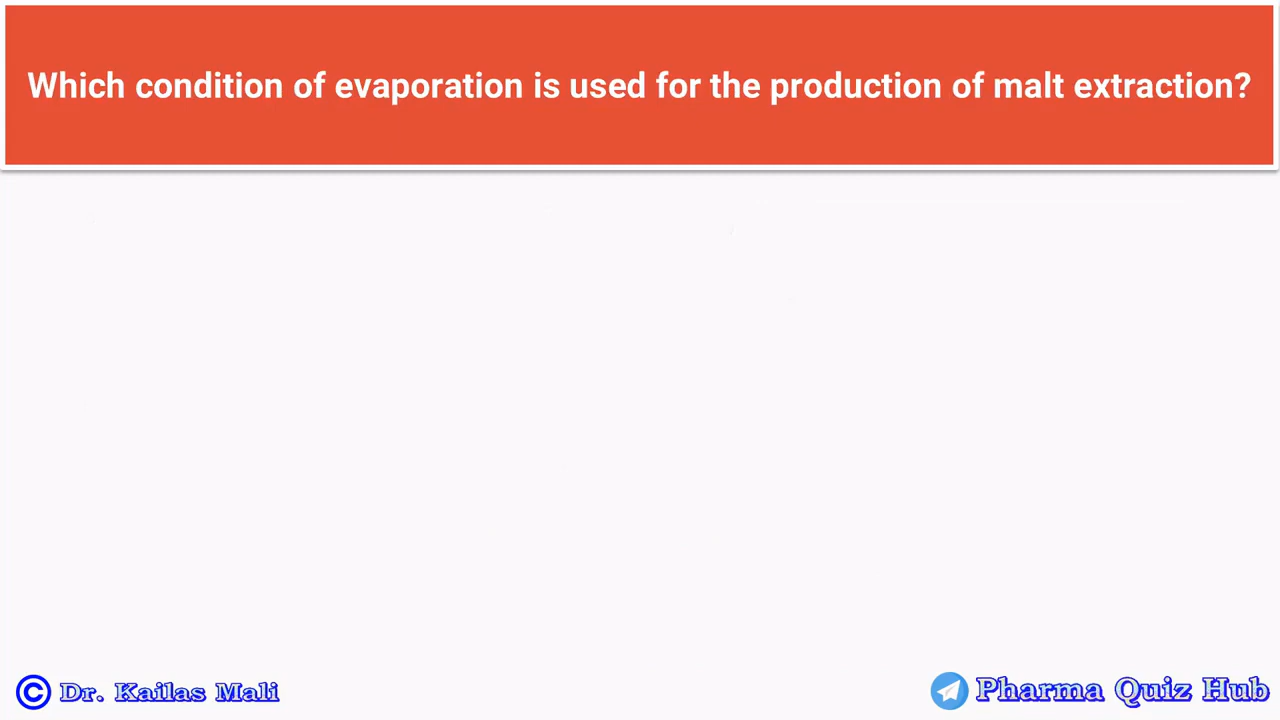 Which condition of evaporation is used for the production of malt extraction?
© Dr. Kailas Mali
Pharma Quiz Hub